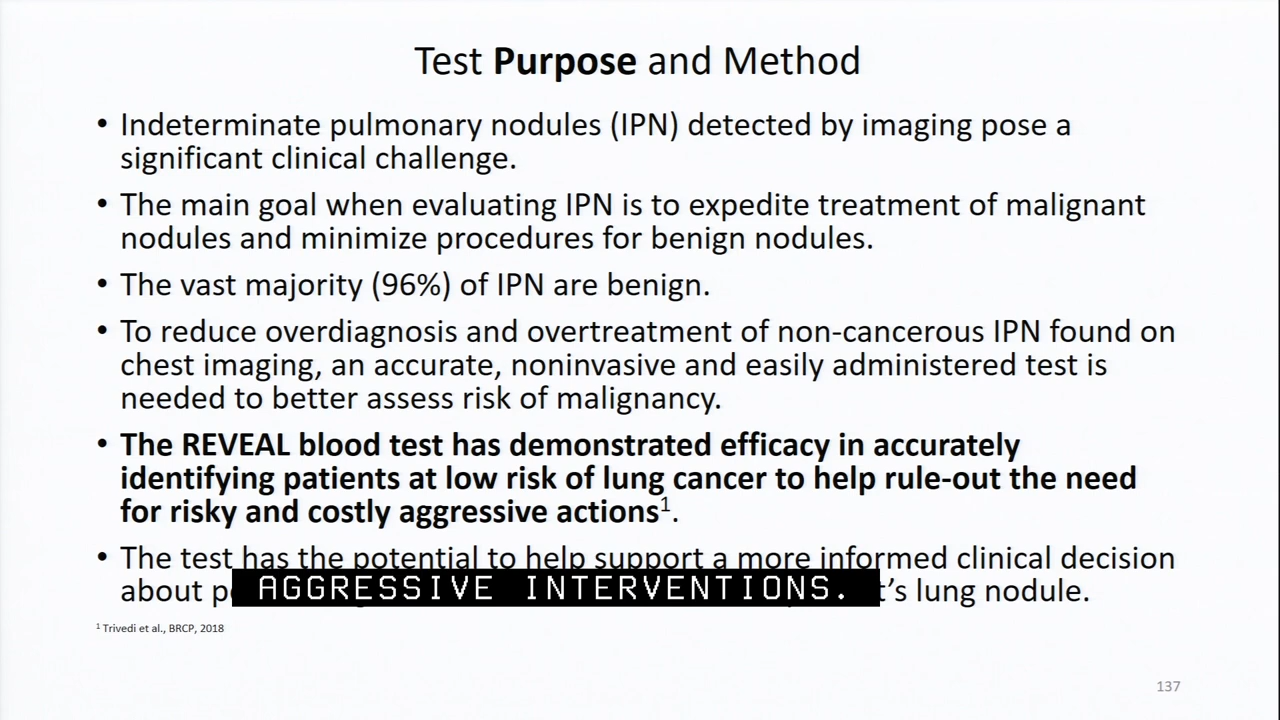 Test Purpose and Method
• Indeterminate pulmonary nodules (IPN) detected by imaging pose a
significant clinical challenge.
• The main goal when evaluating IPN is to expedite treatment of malignant
nodules and minimize procedures for benign nodules.
• The vast majority (96%) of IPN are benign.
• To reduce overdiagnosis and overtreatment of non-cancerous IPN found on
chest imaging, an accurate, noninvasive and easily administered test is
needed to better assess risk of malignancy.
• The REVEAL blood test has demonstrated efficacy in accurately
identifying patients at low risk of lung cancer to help rule-out the need
for risky and costly aggressive actions1.
• The test has the potential to help support a more informed clinical decision
about lung nodule.
AGGRESSIVE INTERVENTIONS.
1 Trivedi et al., BRCP, 2018
137